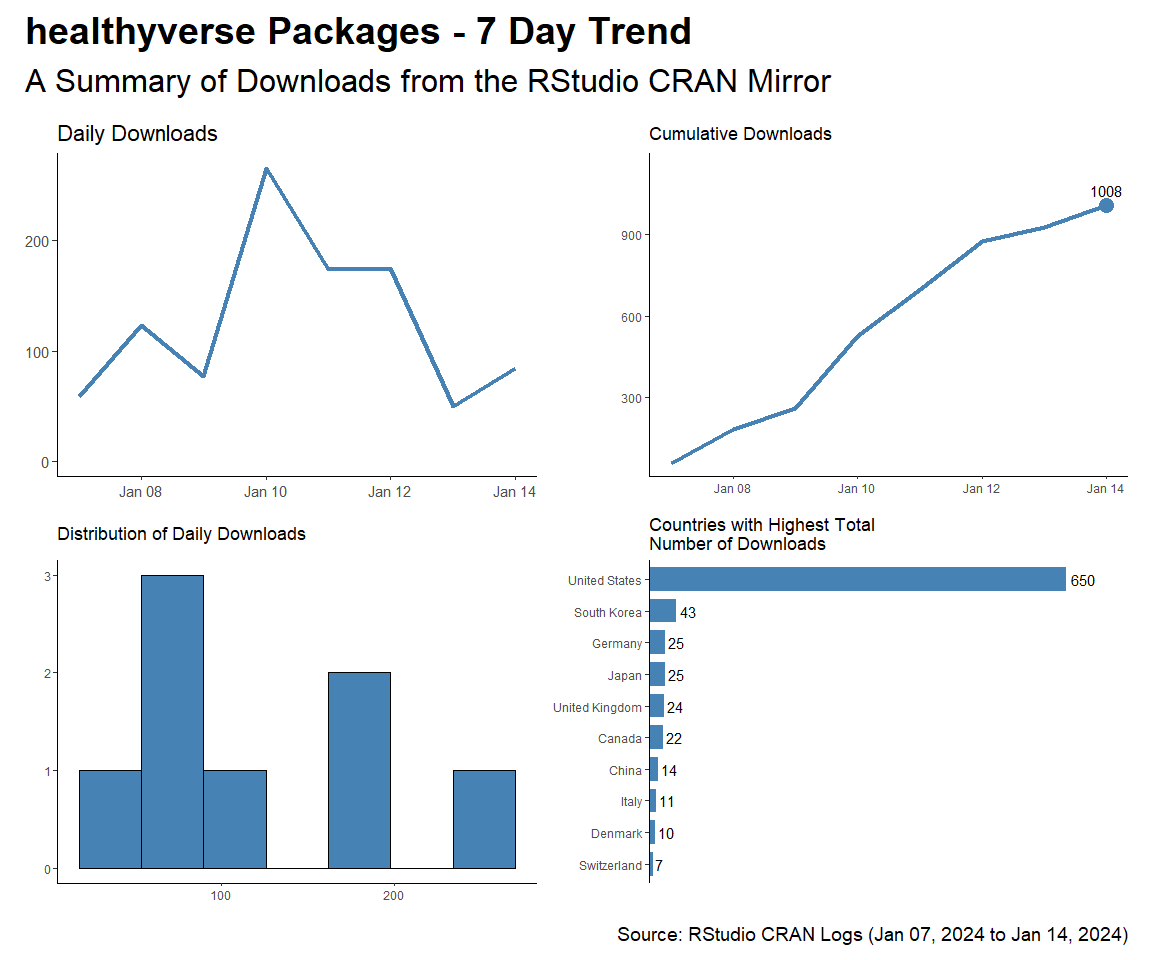 healthyverse Packages - 7 Day Trend
A Summary of Downloads from the RStudio CRAN Mirror
Daily Downloads
200
100
0
Jan 08
Jan 10
Jan 12
Jan 14
Cumulative Downloads
1008
900
600
300
Jan 08
Jan 10
Jan 12
Jan 14
Distribution of Daily Downloads
3
2
1
0
100
200
Countries with Highest Total
Number of Downloads
United States 650
South Korea 43
Germany 25
Japan 25
United Kingdom 24
Canada 22
China 14
Italy 11
Denmark 10
Switzerland 7
Source: RStudio CRAN Logs (Jan 07, 2024 to Jan 14, 2024)